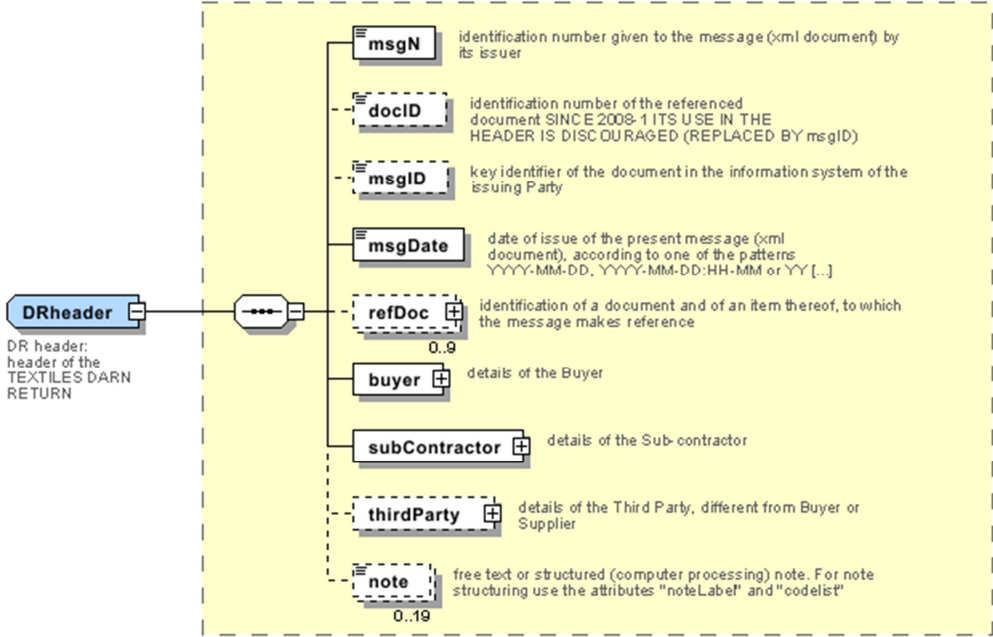 msgN
identification number given to the message (xml document) by
its issuer
docID
identification number of the referenced
document SINCE 2008-1 ITS USE IN THE
HEADER IS DISCOURAGED (REPLACED BY msgID)
msgID
key identifier of the document in the information system of the
issuing Party
msgDate
date of issue of the present message (xml
document), according to one of the patterns
YYYY-MM-DD, YYYY-MM-DD:HH-MM or YY [...]
DRheader
DR header:
header of the
TEXTILES DARN
RETURN
refDoc
identification of a document and of an item thereof, to which
the message makes reference
0..9
buyer
details of the Buyer
subContractor
details of the Sub-contractor
thirdParty
details of the Third Party, different from Buyer or
Supplier
note
free text or structured (computer processing) note. For note
structuring use the attributes "noteLabel" and "codelist"
0..19